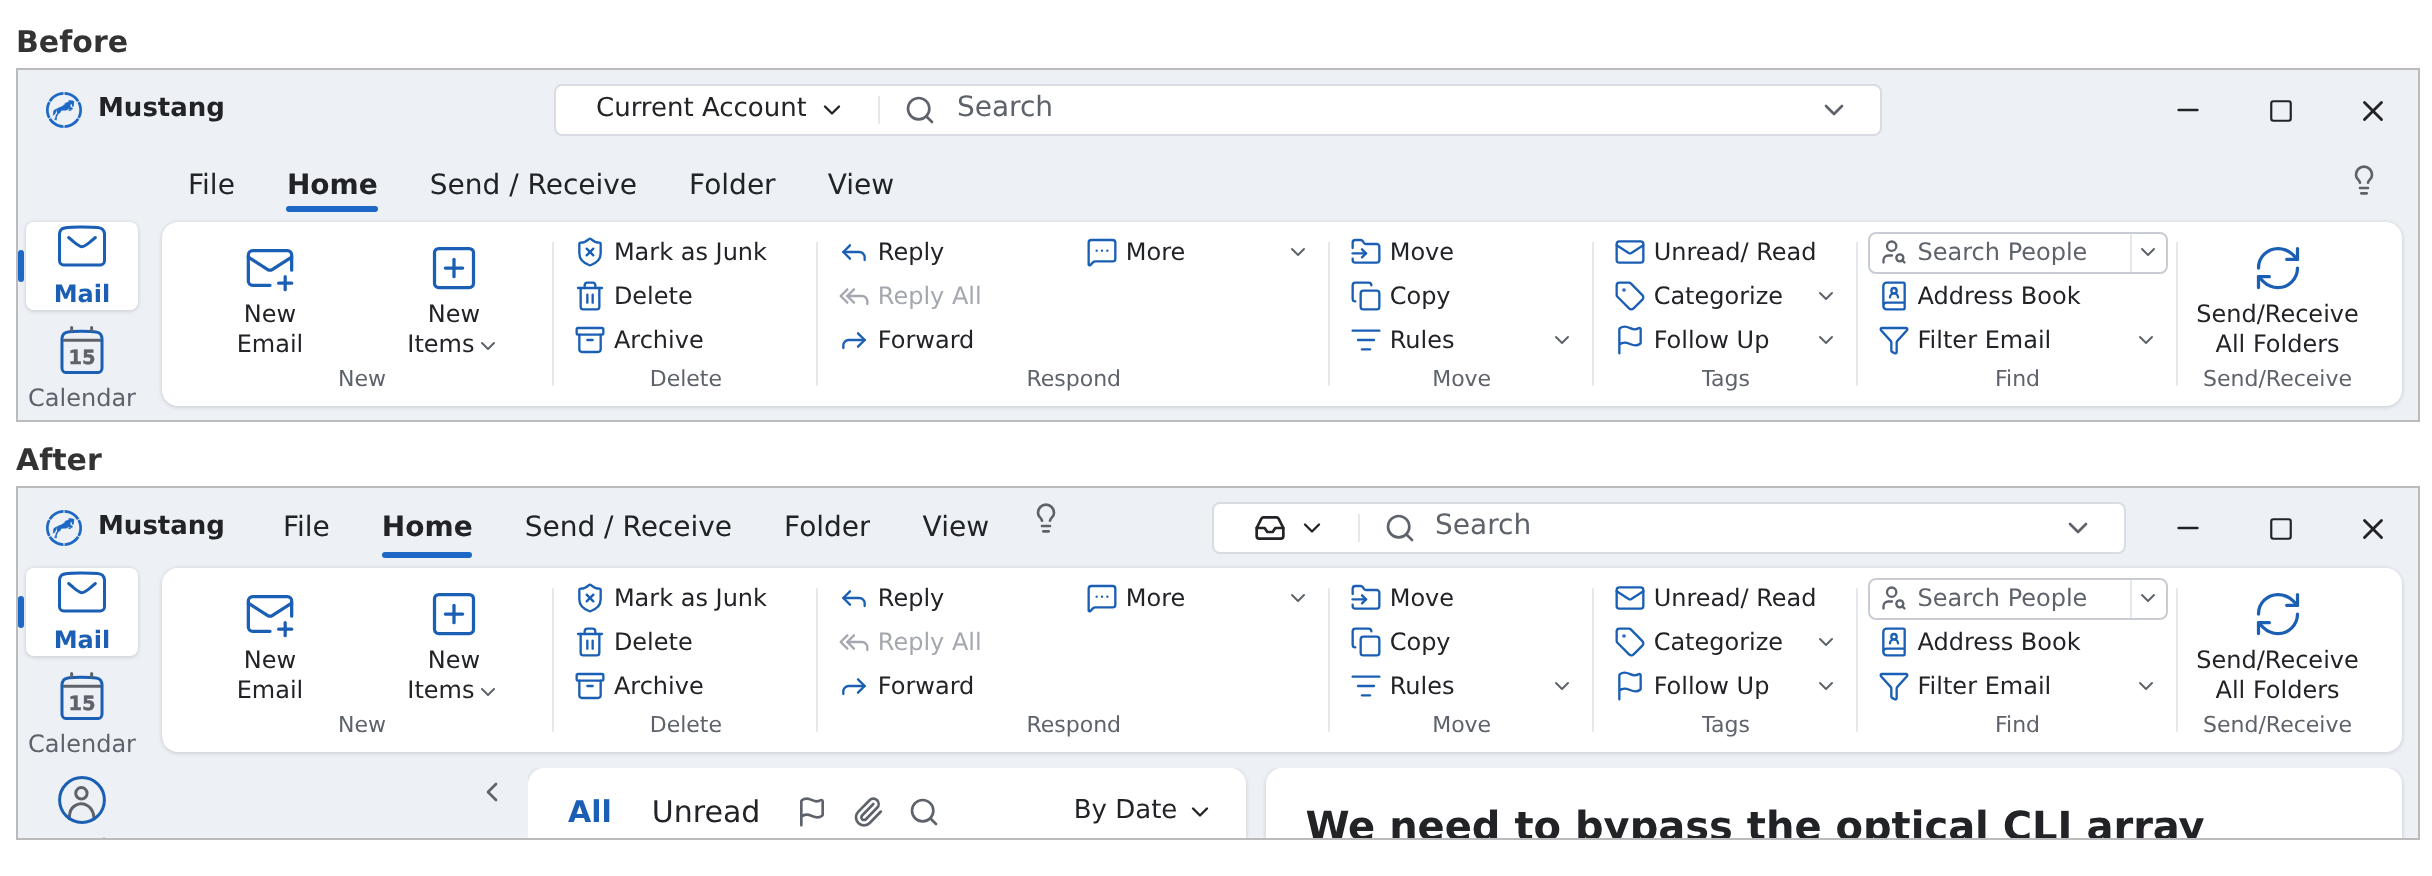 Before
Mustang
Current Account
Search
File Home Send / Receive Folder View
Mail
15
Calendar
New Email
New Items
New
Mark as Junk
Delete
Archive
Delete
Reply
Reply All
Forward
More
Respond
Move
Copy
Rules
Move
Unread/ Read
Categorize
Follow Up
Tags
Search People
Address Book
Filter Email
Find
Send/Receive
All Folders
Send/Receive
After
Mustang File Home Send / Receive Folder View
Search
Mail
15
Calendar
New Email
New Items
New
Mark as Junk
Delete
Archive
Delete
Reply
Reply All
Forward
More
Respond
Move
Copy
Rules
Move
Unread/ Read
Categorize
Follow Up
Tags
Search People
Address Book
Filter Email
Find
Send/Receive
All Folders
Send/Receive
All Unread By Date
We need to bypass the optical CLI array